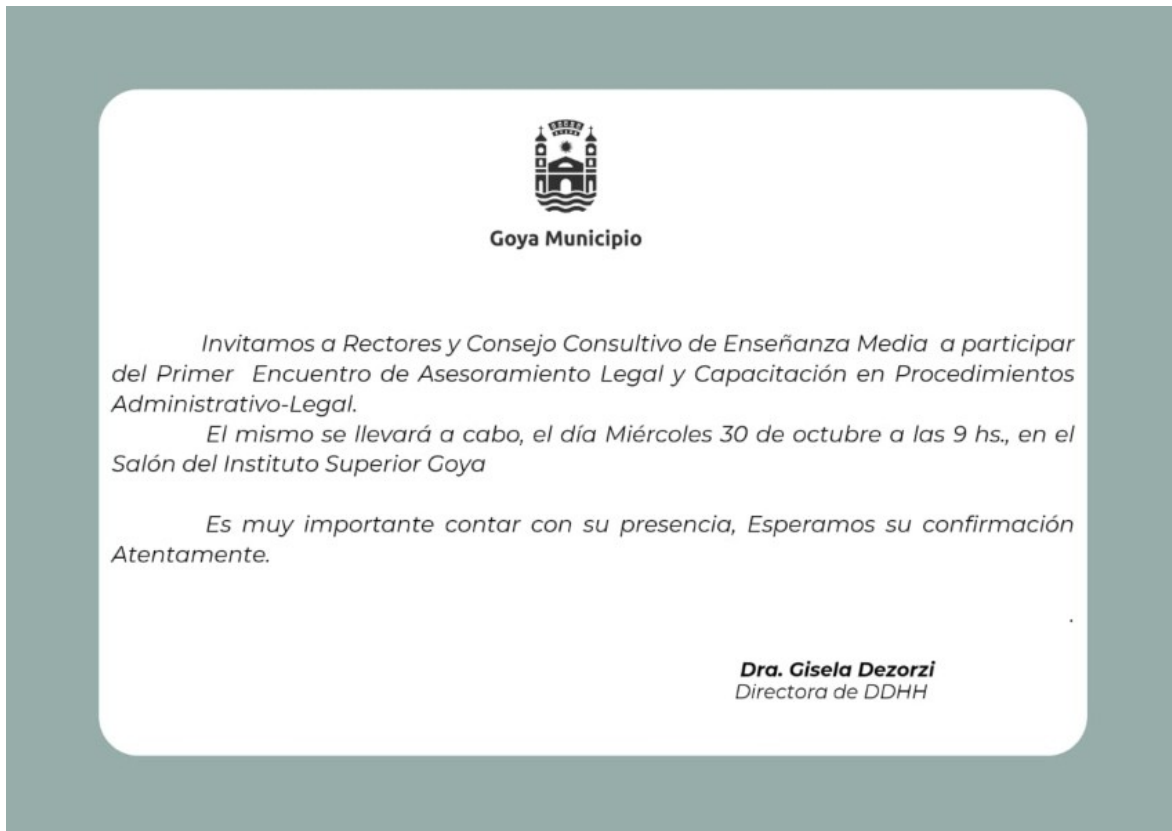 Goya Municipio
Invitamos a Rectores y Consejo Consultivo de Enseñanza Media a participar
del Primer Encuentro de Asesoramiento Legal y Capacitación en Procedimientos
Administrativo-Legal.
El mismo se llevará a cabo, el día Miércoles 30 de octubre a las 9 hs., en el
Salón del Instituto Superior Goya
Es muy importante contar con su presencia, Esperamos su confirmación
Atentamente.
.
Dra. Gisela Dezorzi
Directora de DDHH